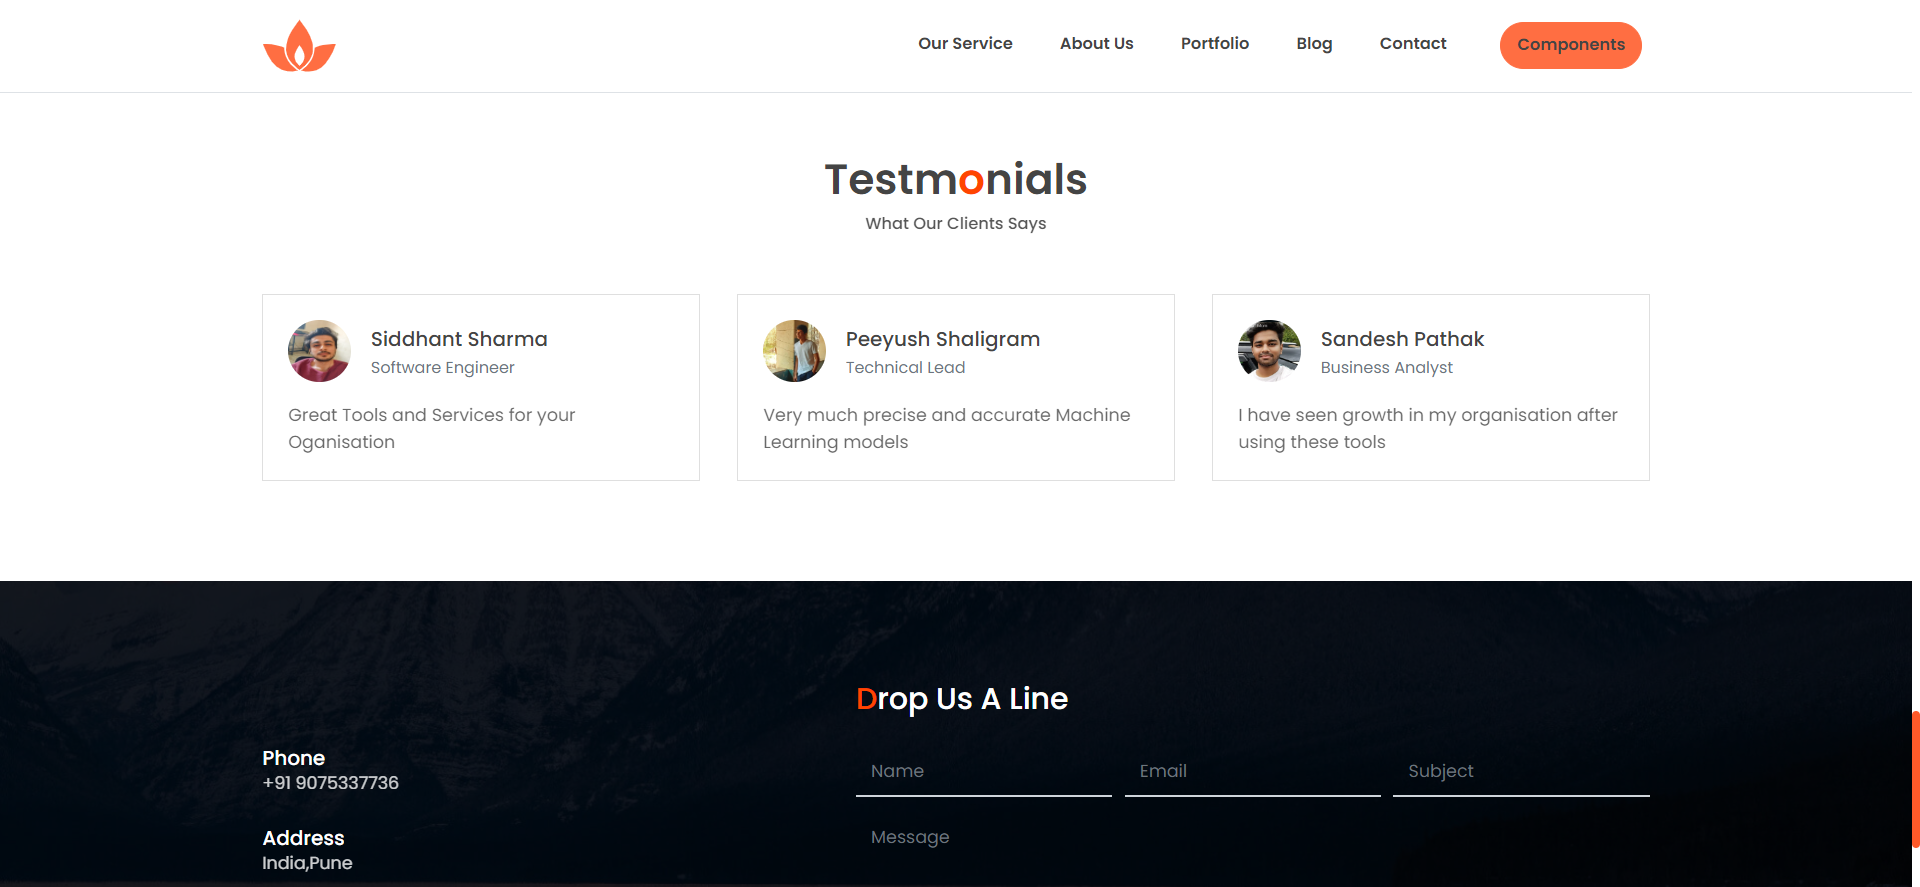 Our Service About Us Portfolio Blog Contact Components
Testmonials
What Our Clients Says
Siddhant Sharma
Software Engineer
Great Tools and Services for your
Oganisation
Peeyush Shaligram
Technical Lead
Very much precise and accurate Machine
Learning models
Sandesh Pathak
Business Analyst
I have seen growth in my organisation after
using these tools
Phone
+91 9075337736
Address
India,Pune
Drop Us A Line
Name Email Subject
Message